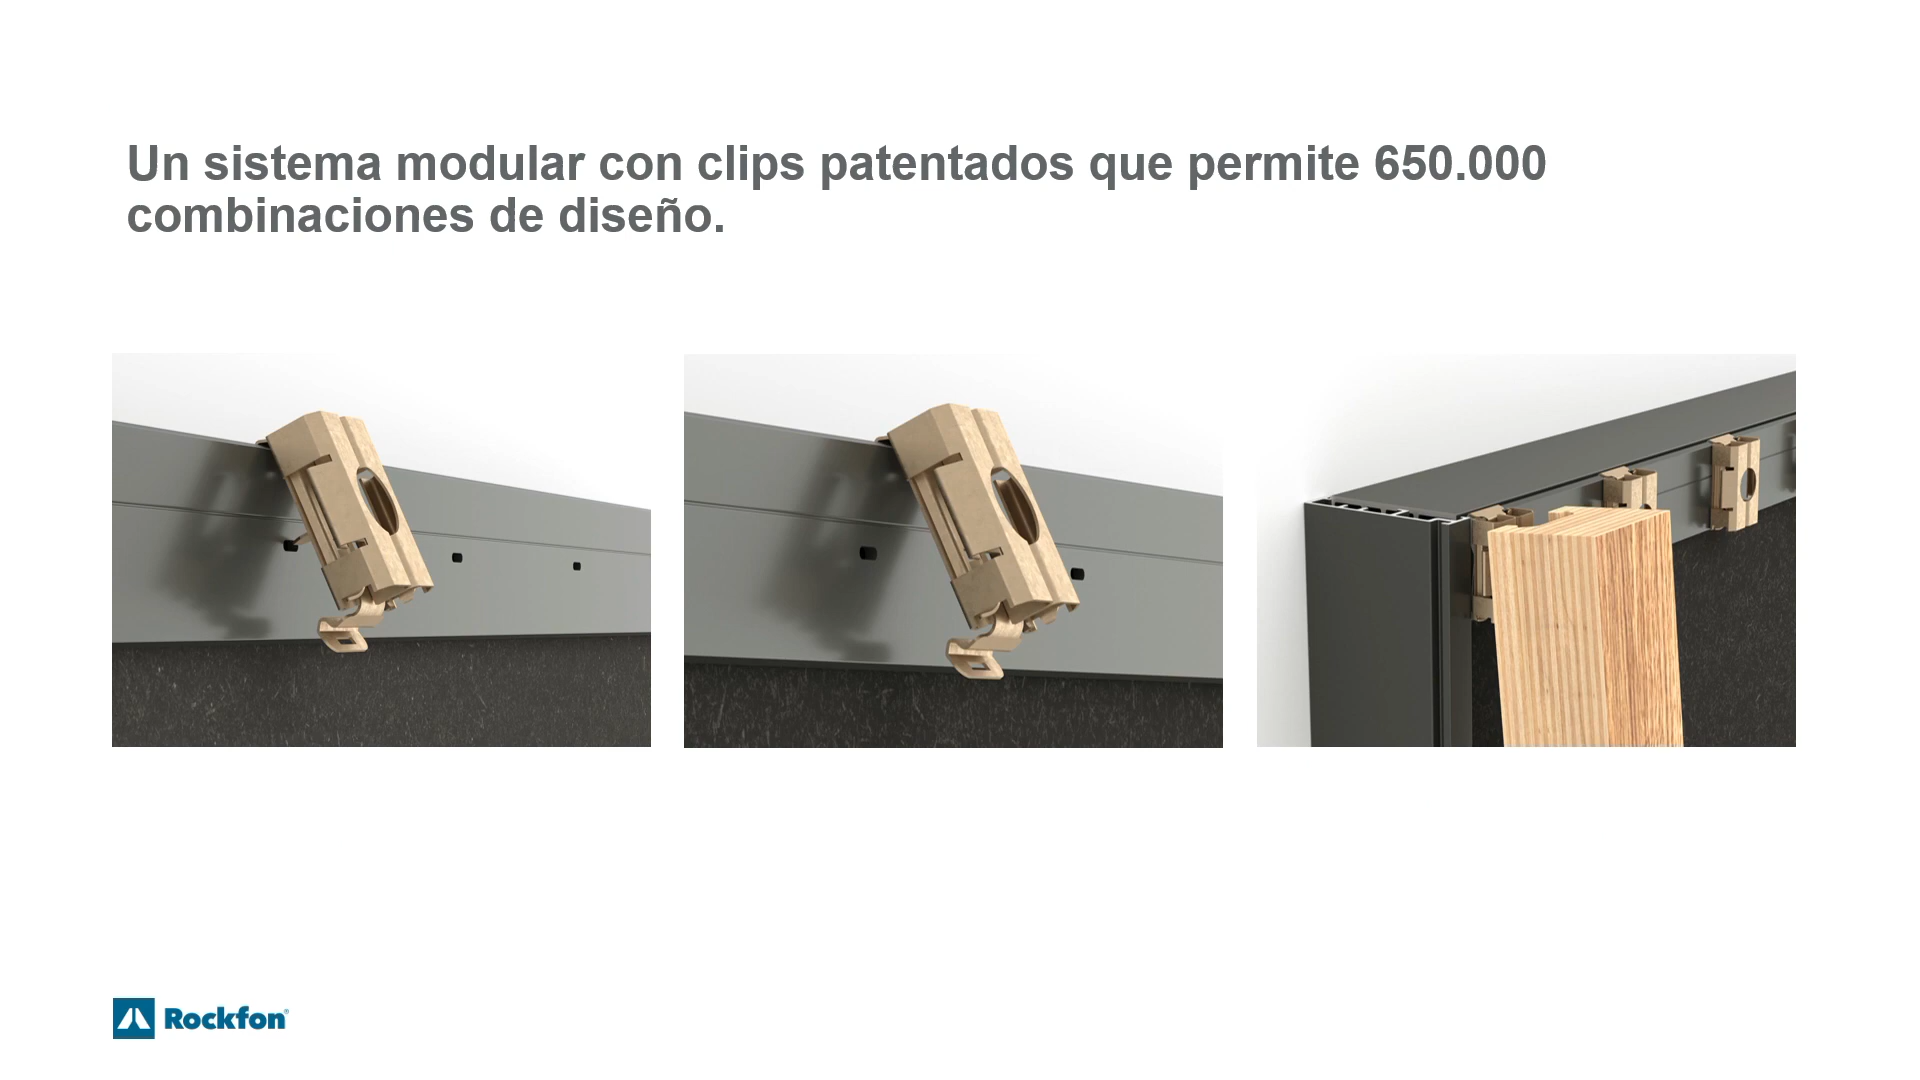 Un sistema modular con clips patentados que permite 650.000
combinaciones de diseño.
Rockfon®